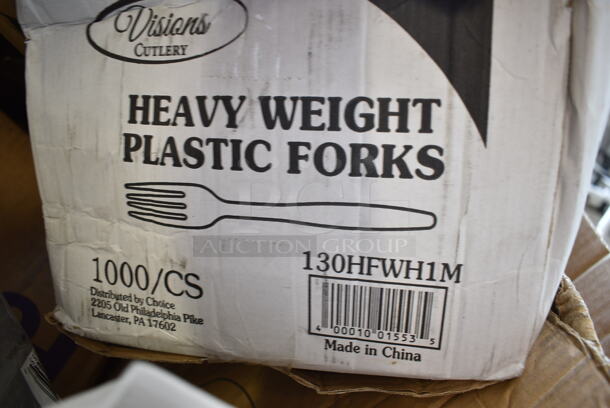 Visions
CUTLERY
HEAVY WEIGHT
PLASTIC FORKS
AUCTION GROUP
1000/CS
130HFWH1M
Distributed by Choice
2205 Old Philadelphia Pike
Lancaster, PA 17602
4 00010 01553 5
Made in China